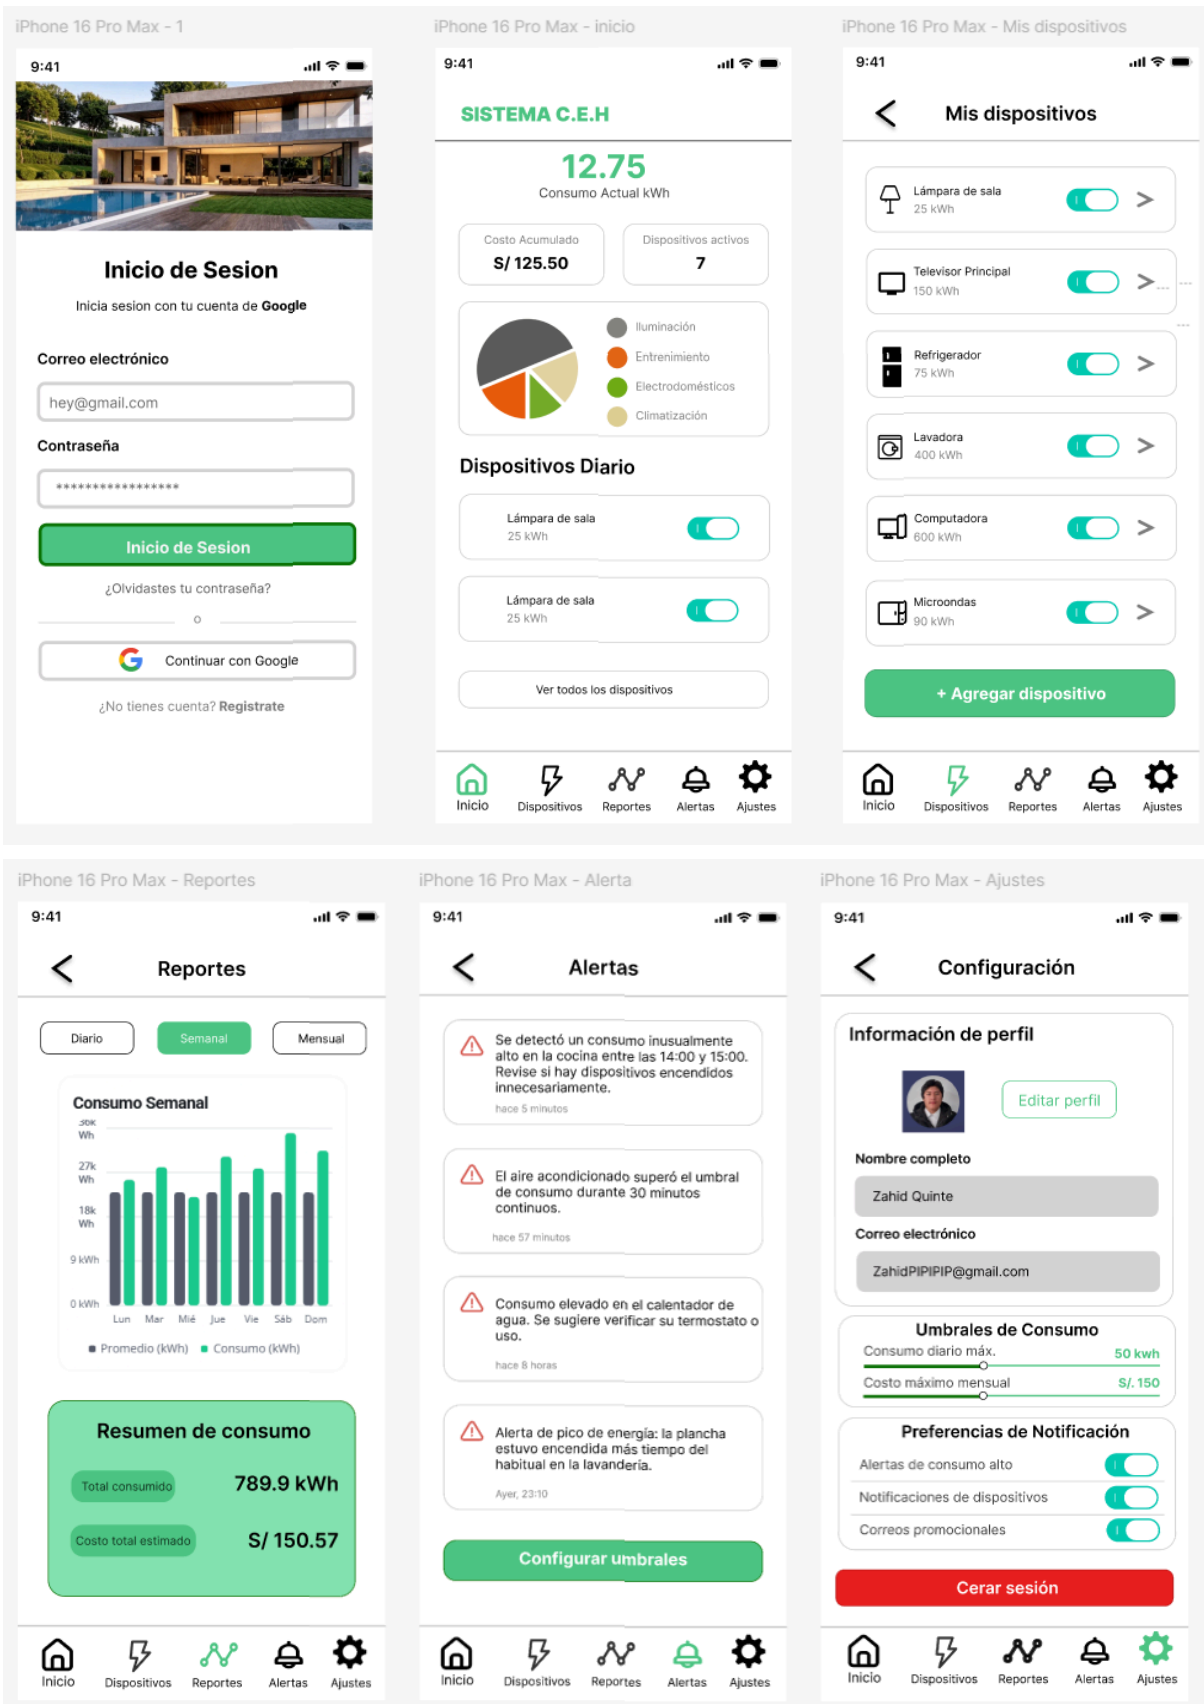 iPhone 16 Pro Max - 1
9:41
Inicio de Sesion
Inicia sesion con tu cuenta de Google
Correo electrónico
hey@gmail.com
Contraseña
*****************
Inicio de Sesion
¿Olvidastes tu contraseña?
o
Continuar con Google
¿No tienes cuenta? Registrate
iPhone 16 Pro Max - inicio
9:41
SISTEMA C.E.H
12.75
Consumo Actual kWh
Costo Acumulado
S/ 125.50
Dispositivos activos
7
Iluminación
Entrenimiento
Electrodomésticos
Climatización
Dispositivos Diario
Lámpara de sala
25 kWh
Lámpara de sala
25 kWh
Ver todos los dispositivos
Inicio
Dispositivos
Reportes
Alertas
Ajustes
iPhone 16 Pro Max - Mis dispositivos
9:41
Mis dispositivos
Lámpara de sala
25 kWh
Televisor Principal
150 kWh
Refrigerador
75 kWh
Lavadora
400 kWh
Computadora
600 kWh
Microondas
90 kWh
+ Agregar dispositivo
Inicio
Dispositivos
Reportes
Alertas
Ajustes
iPhone 16 Pro Max - Reportes
9:41
Reportes
Diario
Semanal
Mensual
Consumo Semanal
36k
Wh
27k
Wh
18k
Wh
9 kWh
0 kWh
Lun Mar Mié Jue Vie Sáb Dom
Promedio (kWh) Consumo (kWh)
Resumen de consumo
Total consumido
789.9 kWh
Costo total estimado
S/ 150.57
Inicio
Dispositivos
Reportes
Alertas
Ajustes
iPhone 16 Pro Max - Alerta
9:41
Alertas
Se detectó un consumo inusualmente
alto en la cocina entre las 14:00 y 15:00.
Revise si hay dispositivos encendidos
innecesariamente.
hace 5 minutos
El aire acondicionado superó el umbral
de consumo durante 30 minutos
continuos.
hace 57 minutos
Consumo elevado en el calentador de
agua. Se sugiere verificar su termostato o
uso.
hace 8 horas
Alerta de pico de energía: la plancha
estuvo encendida más tiempo del
habitual en la lavandería.
Ayer, 23:10
Configurar umbrales
Inicio
Dispositivos
Reportes
Alertas
Ajustes
iPhone 16 Pro Max - Ajustes
9:41
Configuración
Información de perfil
Editar perfil
Nombre completo
Zahid Quinte
Correo electrónico
ZahidPIPIPIP@gmail.com
Umbrales de Consumo
Consumo diario máx.
50 kwh
Costo máximo mensual
S/. 150
Preferencias de Notificación
Alertas de consumo alto
Notificaciones de dispositivos
Correos promocionales
Cerar sesión
Inicio
Dispositivos
Reportes
Alertas
Ajustes